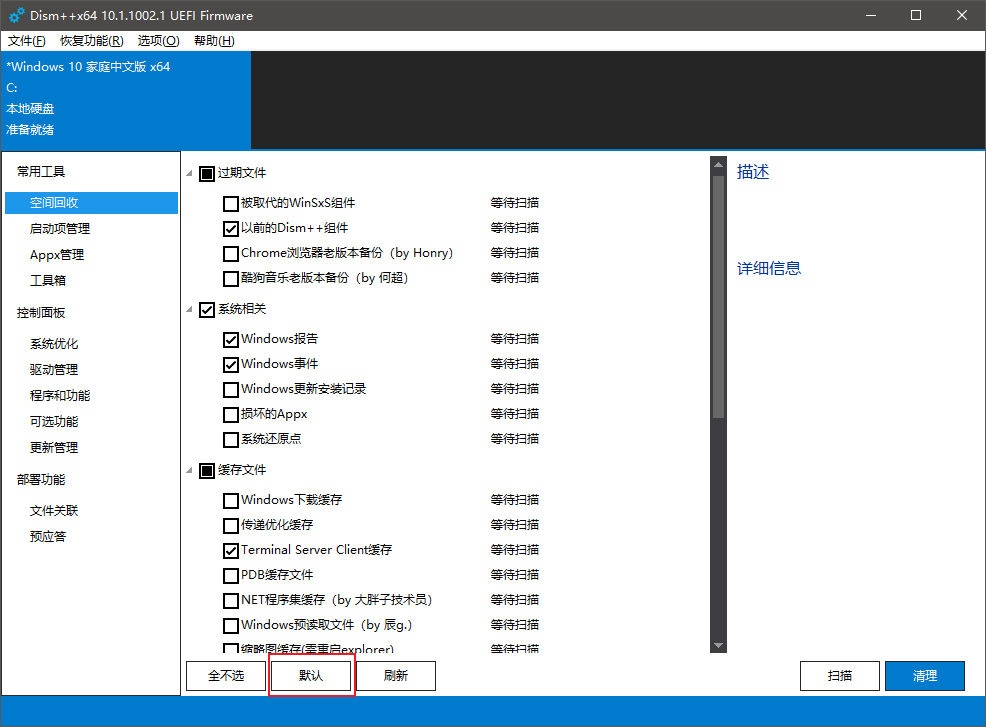 Dism++x64 10.1.1002.1 UEFI Firmware
文件(F) 恢复功能(R) 选项(O) 帮助(H)
*Windows 10 家庭中文版 x64
C:
本地硬盘
准备就绪
常用工具
空间回收
启动项管理
Appx管理
工具箱
控制面板
系统优化
驱动管理
程序和功能
可选功能
更新管理
部署功能
文件关联
预应答
过期文件
被取代的WinSxS组件 等待扫描
以前的Dism++组件 等待扫描
Chrome浏览器老版本备份（by Honry） 等待扫描
酷狗音乐老版本备份（by 何超） 等待扫描
系统相关
Windows报告 等待扫描
Windows事件 等待扫描
Windows更新安装记录 等待扫描
损坏的Appx 等待扫描
系统还原点 等待扫描
缓存文件
Windows下载缓存 等待扫描
传递优化缓存 等待扫描
Terminal Server Client缓存 等待扫描
PDB缓存文件 等待扫描
NET程序集缓存（by 大胖子技术员） 等待扫描
Windows预读取文件（by 辰g.） 等待扫描
缩略图缓存(需重启explorer) 等待扫描
描述
详细信息
全不选 默认 刷新 扫描 清理